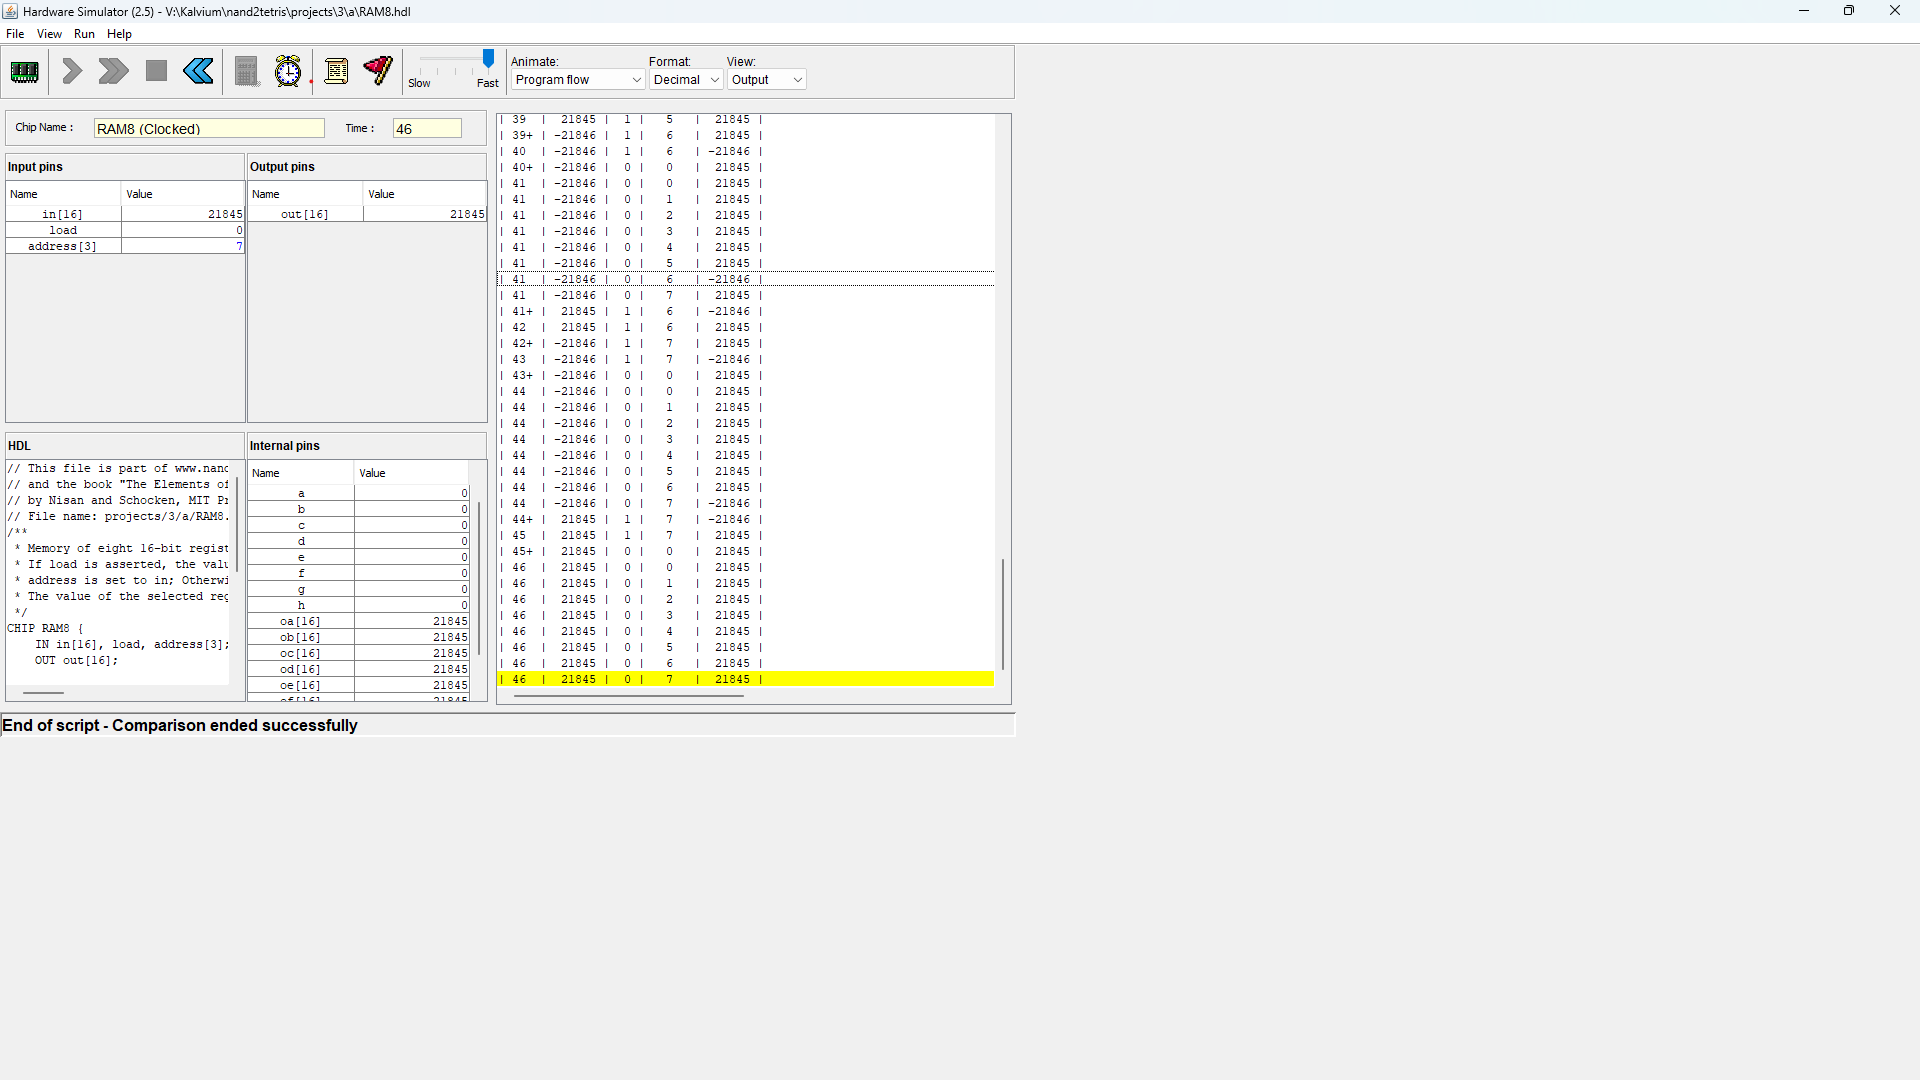 Hardware Simulator (2.5) - V:\Kalvium\nand2tetris\projects\3\a\RAM8.hdl
File View Run Help
Slow Fast
Animate: Format: View:
Program flow Decimal Output
Chip Name : RAM8 (Clocked) Time : 46
Input pins
Name Value
in[16] 21845
load 0
address[3] 7
Output pins
Name Value
out[16] 21845
HDL
// This file is part of www.nand
// and the book "The Elements of
// by Nisan and Schocken, MIT
// File name: projects/3/a/RAM8.
/**
* Memory of eight 16-bit
* If load is asserted, the
* address is set to in;
* The value of the selected
*/
CHIP RAM8 {
IN in[16], load, address[3];
OUT out[16];
Internal pins
Name Value
a 0
b 0
c 0
d 0
e 0
f 0
g 0
h 0
oa[16] 21845
ob[16] 21845
oc[16] 21845
od[16] 21845
oe[16] 21845
| 39 | 21845 | 1 | 5 | 21845 |
| 39+ | -21846 | 1 | 6 | 21845 |
| 40 | -21846 | 1 | 6 | -21846 |
| 40+ | -21846 | 0 | 0 | 21845 |
| 41 | -21846 | 0 | 0 | 21845 |
| 41 | -21846 | 0 | 1 | 21845 |
| 41 | -21846 | 0 | 2 | 21845 |
| 41 | -21846 | 0 | 3 | 21845 |
| 41 | -21846 | 0 | 4 | 21845 |
| 41 | -21846 | 0 | 5 | 21845 |
| 41 | -21846 | 0 | 6 | -21846 |
| 41 | -21846 | 0 | 7 | 21845 |
| 41+ | 21845 | 1 | 6 | -21846 |
| 42 | 21845 | 1 | 6 | 21845 |
| 42+ | -21846 | 1 | 7 | 21845 |
| 43 | -21846 | 1 | 7 | -21846 |
| 43+ | -21846 | 0 | 0 | 21845 |
| 44 | -21846 | 0 | 0 | 21845 |
| 44 | -21846 | 0 | 1 | 21845 |
| 44 | -21846 | 0 | 2 | 21845 |
| 44 | -21846 | 0 | 3 | 21845 |
| 44 | -21846 | 0 | 4 | 21845 |
| 44 | -21846 | 0 | 5 | 21845 |
| 44 | -21846 | 0 | 6 | 21845 |
| 44 | -21846 | 0 | 7 | -21846 |
| 44+ | 21845 | 1 | 7 | -21846 |
| 45 | 21845 | 1 | 7 | 21845 |
| 45+ | 21845 | 0 | 0 | 21845 |
| 46 | 21845 | 0 | 0 | 21845 |
| 46 | 21845 | 0 | 1 | 21845 |
| 46 | 21845 | 0 | 2 | 21845 |
| 46 | 21845 | 0 | 3 | 21845 |
| 46 | 21845 | 0 | 4 | 21845 |
| 46 | 21845 | 0 | 5 | 21845 |
| 46 | 21845 | 0 | 6 | 21845 |
| 46 | 21845 | 0 | 7 | 21845 |
End of script - Comparison ended successfully